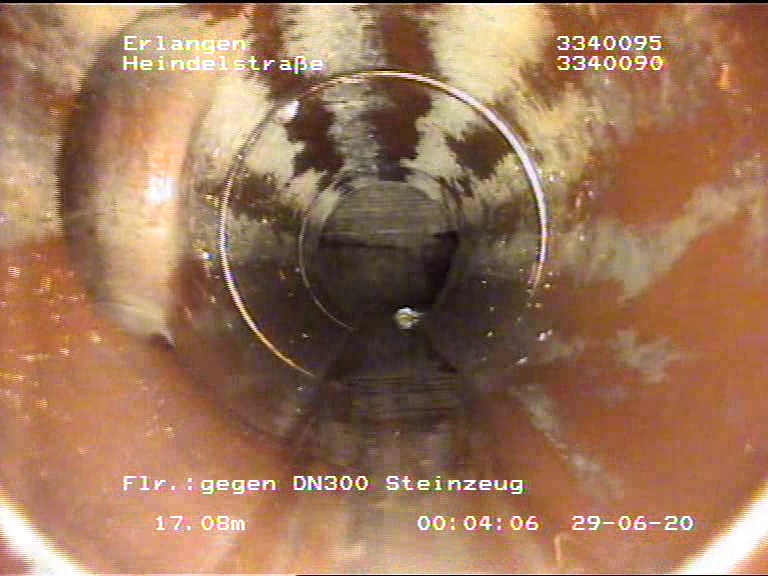 Erlangen 3340095
Heindelstraße 3340090
Flr.:gegen DN300 Steinzeug
17.08m 00:04:06 29-06-20